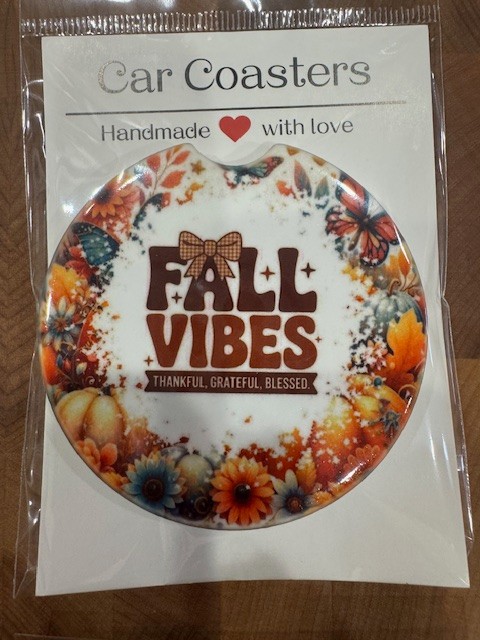 Car Coasters
Handmade with love
FALL
VIBES
THANKFUL, GRATEFUL, BLESSED.